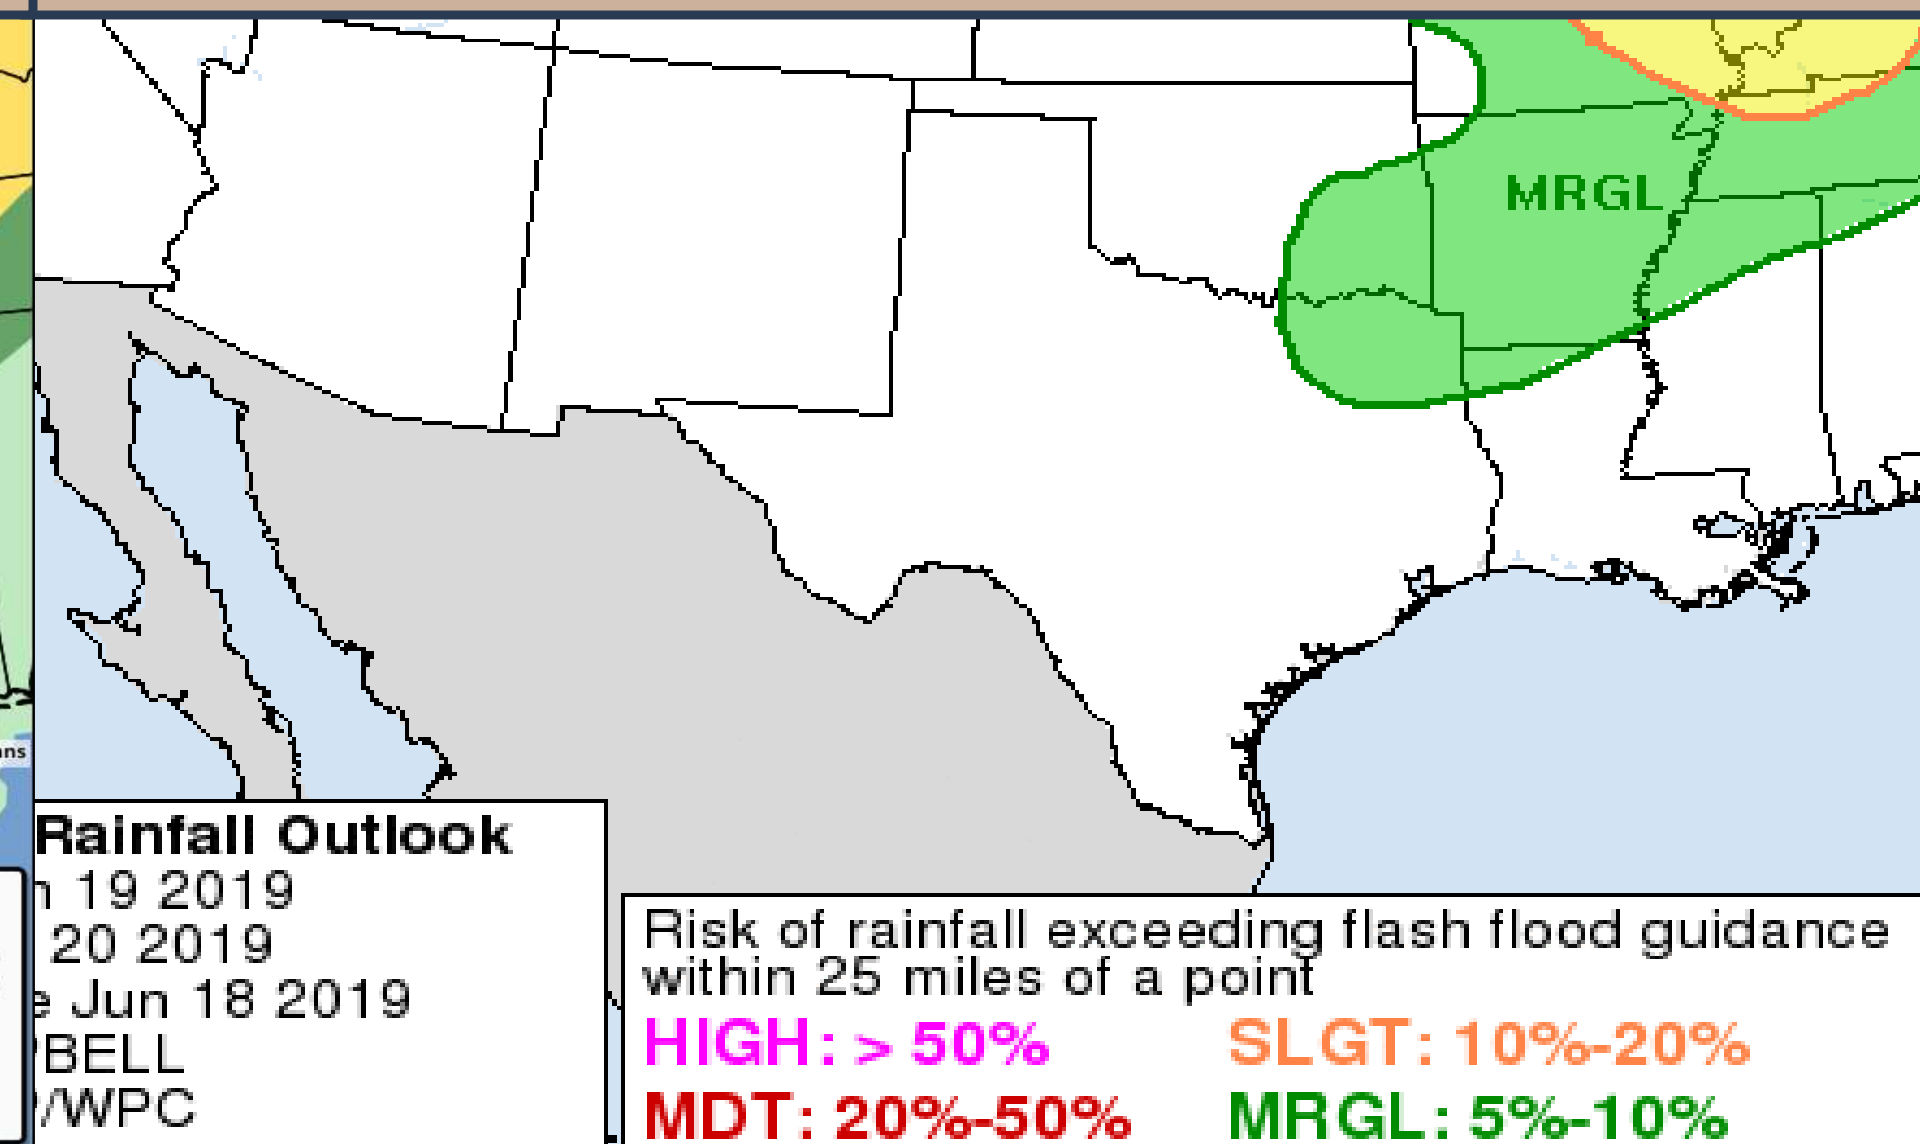 MRGL
Rainfall Outlook
19 2019
20 2019
Jun 18 2019
BELL
/WPC
Risk of rainfall exceeding flash flood guidance
within 25 miles of a point
HIGH: > 50%
SLGT: 10%-20%
MDT: 20%-50%
MRGL: 5%-10%